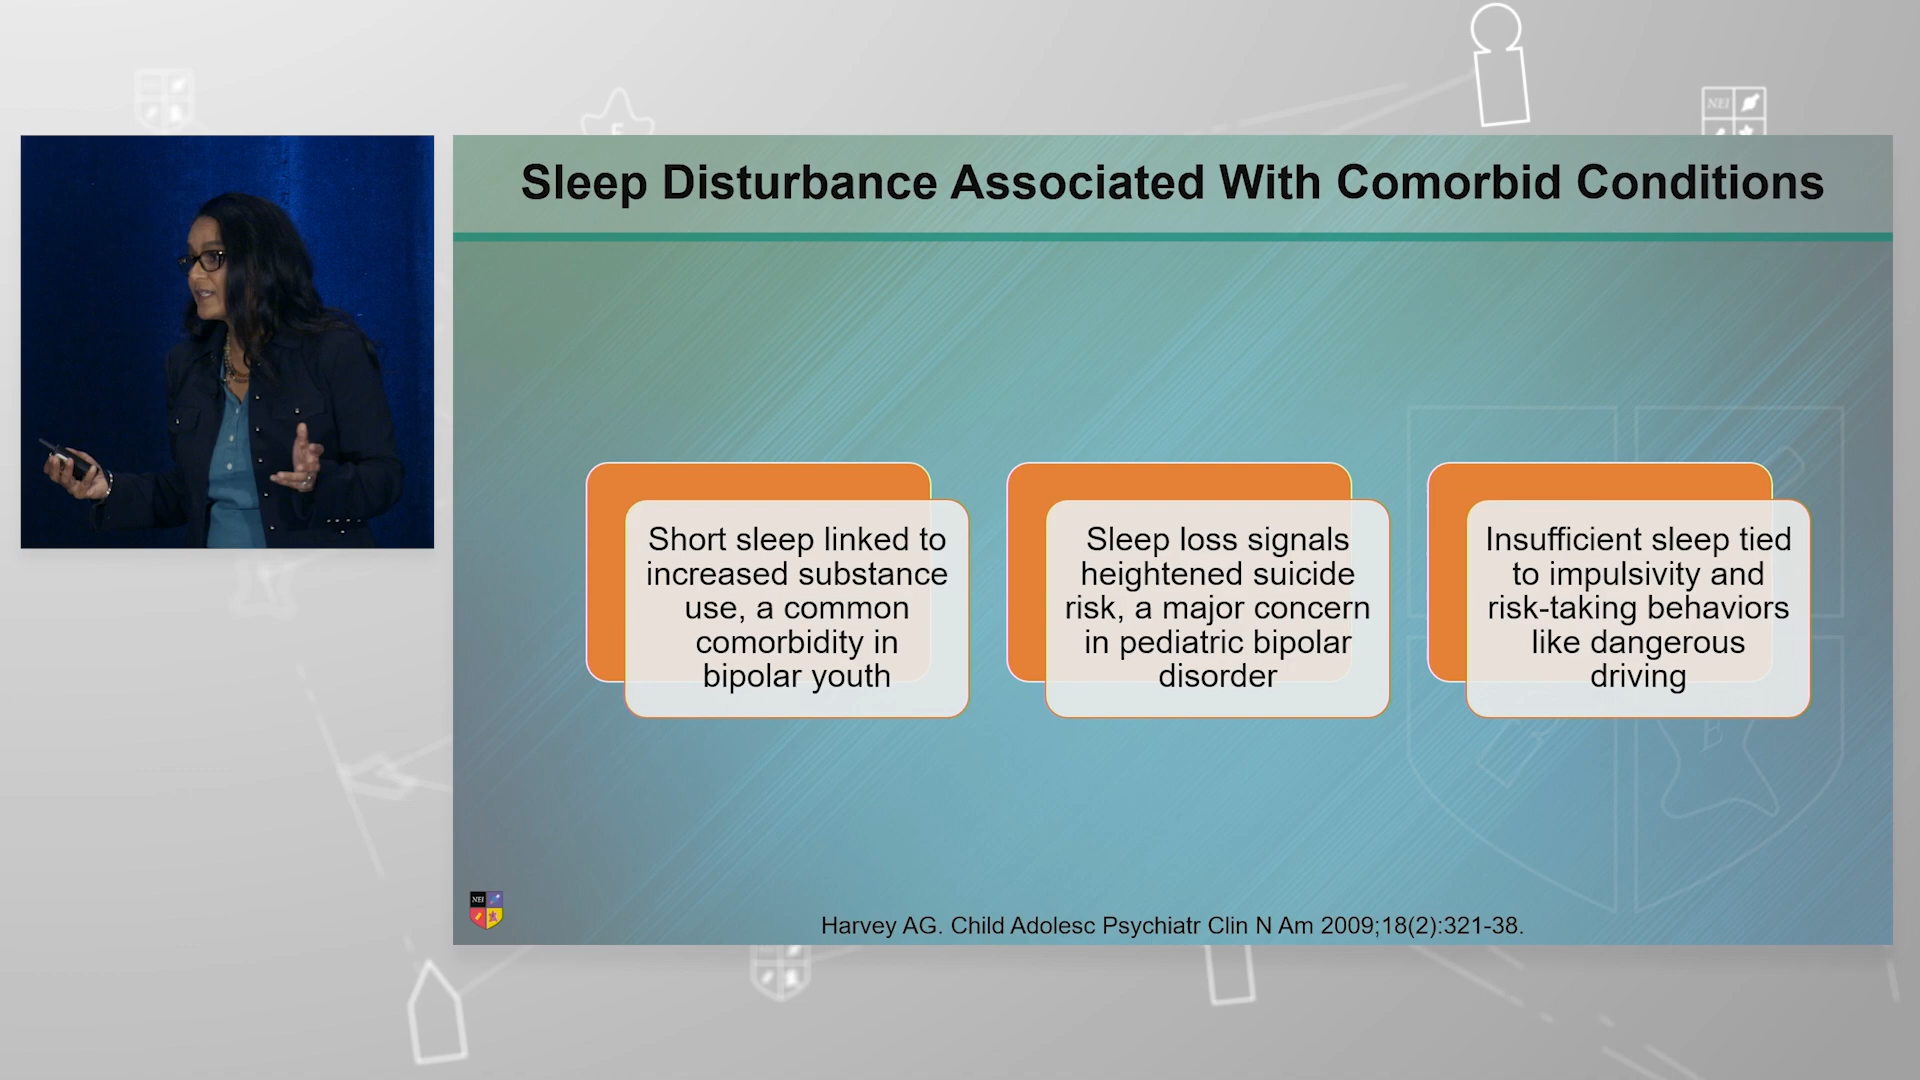 NEI
Sleep Disturbance Associated With Comorbid Conditions
Short sleep linked to
increased substance
use, a common
comorbidity in
bipolar youth
Sleep loss signals
heightened suicide
risk, a major concern
in pediatric bipolar
disorder
Insufficient sleep tied
to impulsivity and
risk-taking behaviors
like dangerous
driving
NEI
Harvey AG. Child Adolesc Psychiatr Clin N Am 2009;18(2):321-38.